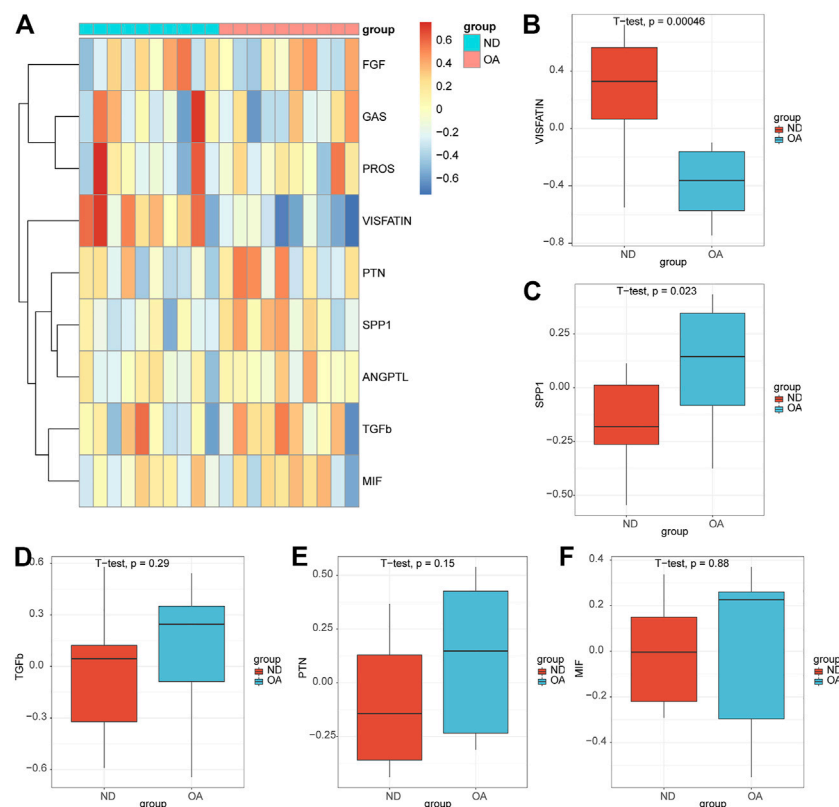 A
group
FGF
GAS
PROS
VISFATIN
PTN
SPP1
ANGPTL
TGFb
MIF
0.6
0.4
0.2
0
−0.2
−0.4
−0.6
group
ND
OA
B
T−test, p = 0.00046
VISFATIN
0.4
0.0
−0.4
−0.8
ND OA
group
group
ND
OA
C
T−test, p = 0.023
SPP1
0.25
0.00
−0.25
−0.50
ND OA
group
group
ND
OA
D
T−test, p = 0.29
TGFb
0.6
0.3
0.0
−0.3
−0.6
ND OA
group
group
ND
OA
E
T−test, p = 0.15
PTN
0.50
0.25
0.00
−0.25
ND OA
group
group
ND
OA
F
T−test, p = 0.88
MIF
0.4
0.2
0.0
−0.2
−0.4
ND OA
group
group
ND
OA